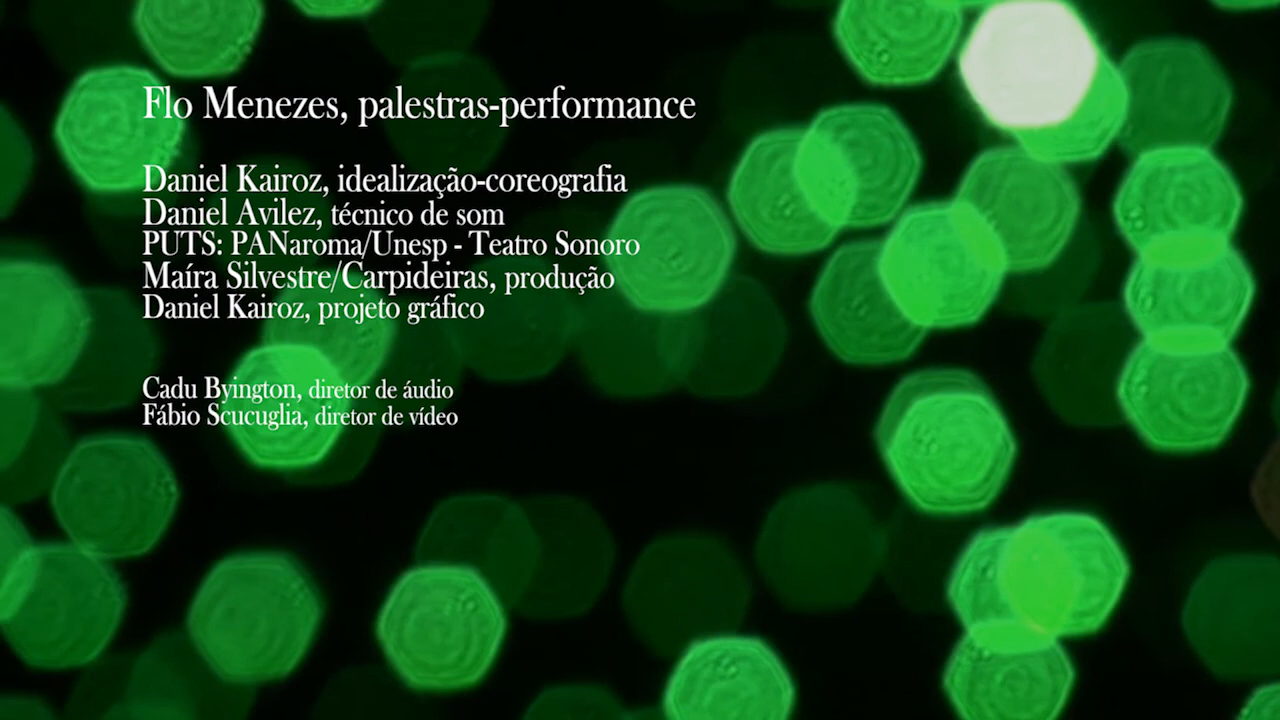 Flo Menezes, palestras-performance
Daniel Kairoz, idealização-coreografia
Daniel Avilez, técnico de som
PUTS: PANaroma/Unesp - Teatro Sonoro
Maíra Silvestre/Carpideiras, produção
Daniel Kairoz, projeto gráfico
Cadu Byington, diretor de áudio
Fábio Scucuglia, diretor de vídeo